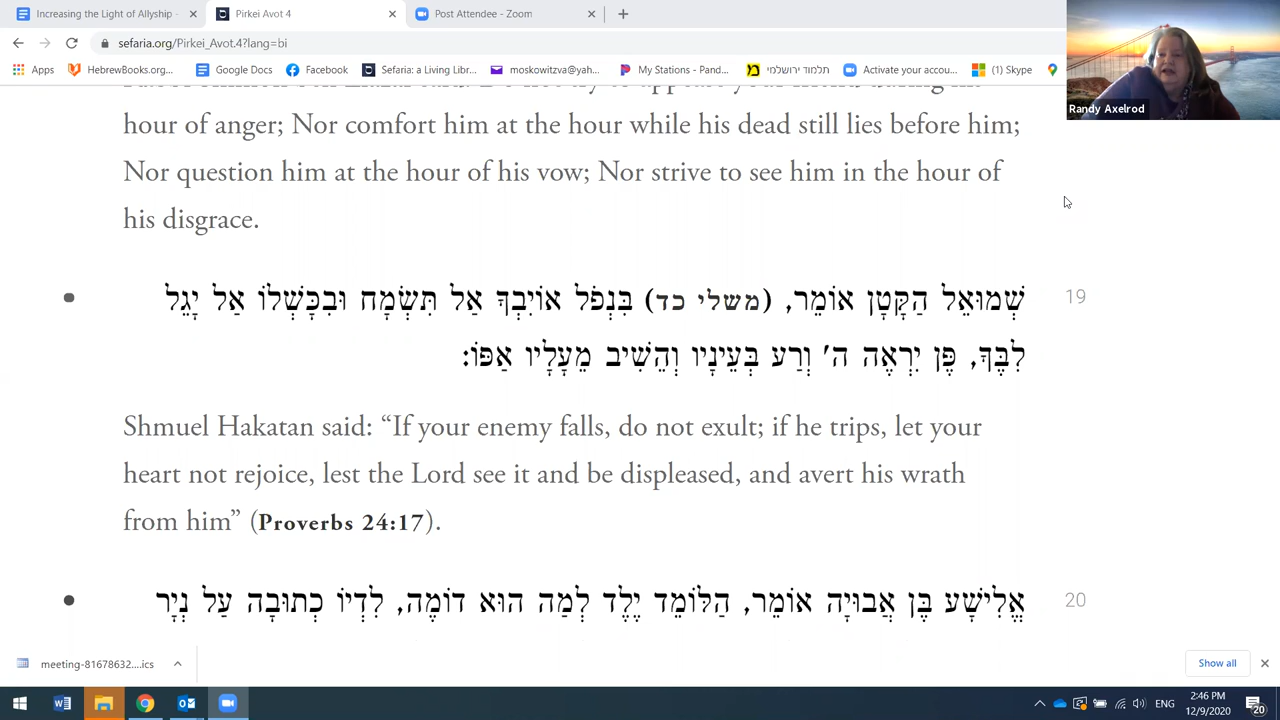 Increasing the Light of Allyship
Pirkei Avot 4
Post Attendee - Zoom
sefaria.org/Pirkei_Avot.4?lang=bi
Apps
HebrewBooks.org...
Google Docs
Facebook
Sefaria: a Living Libr...
moskowitzva@yah...
My Stations - Pand...
תלמוד ירושלמי
Activate your accou...
(1) Skype
Randy Axelrod
hour of anger; Nor comfort him at the hour while his dead still lies before him;
Nor question him at the hour of his vow; Nor strive to see him in the hour of
his disgrace.
19
שְׁמוּאֵל הַקָּטָן אוֹמֵר, (משלי כד) בִּנְפֹל אוֹיִבְךָ אַל תִּשְׂמָח וּבִכָּשְׁלוֹ אַל יָגֵל
לִבֶּךָ, פֶּן יִרְאֶה ה' וְרַע בְּעֵינָיו וְהֵשִׁיב מֵעָלָיו אַפּוֹ:
Shmuel Hakatan said: “If your enemy falls, do not exult; if he trips, let your
heart not rejoice, lest the Lord see it and be displeased, and avert his wrath
from him” (Proverbs 24:17).
20
אֱלִישָׁע בֶּן אֲבוּיָה אוֹמֵר, הַלּוֹמֵד יֶלֶד לְמָה הוּא דוֹמֶה, לִדְיוֹ כְתוּבָה עַל נְיָר
meeting-81678632....ics
Show all
ENG
2:46 PM
12/9/2020
20